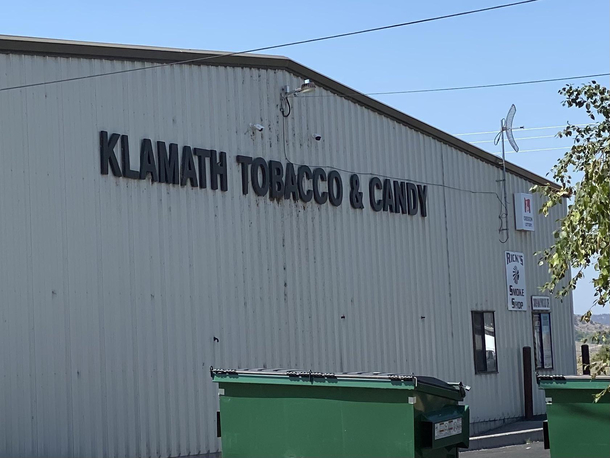 KLAMATH TOBACCO & CANDY
RICK'S
SMOKE
SHOP